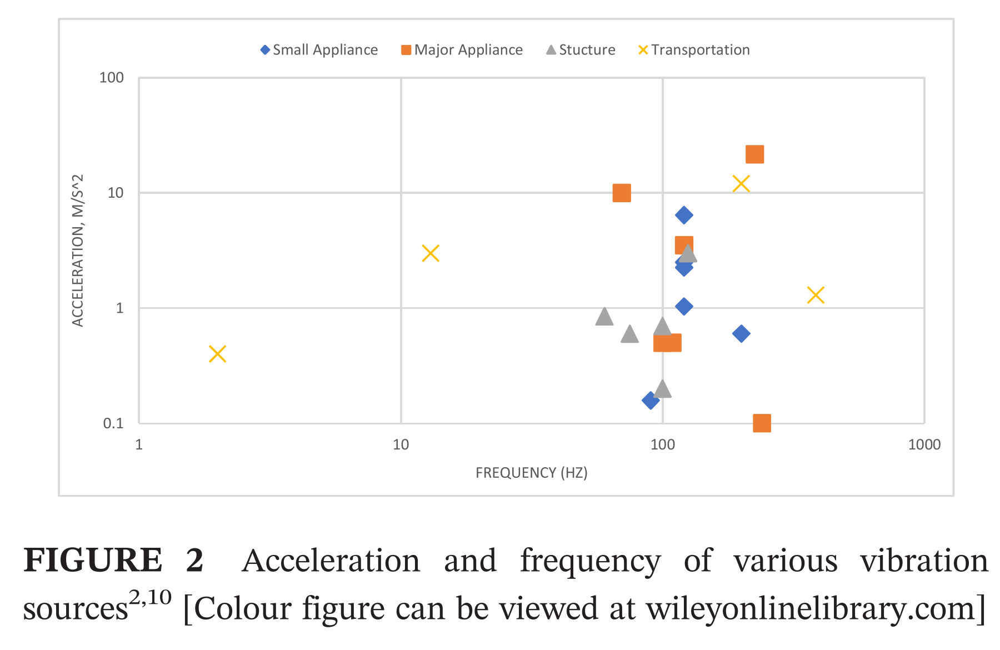 Small Appliance Major Appliance Stucture Transportation
100
10
1
0.1
ACCELERATION, M/S^2
1 10 100 1000
FREQUENCY (HZ)
FIGURE 2 Acceleration and frequency of various vibration
sources2,10 [Colour figure can be viewed at wileyonlinelibrary.com]